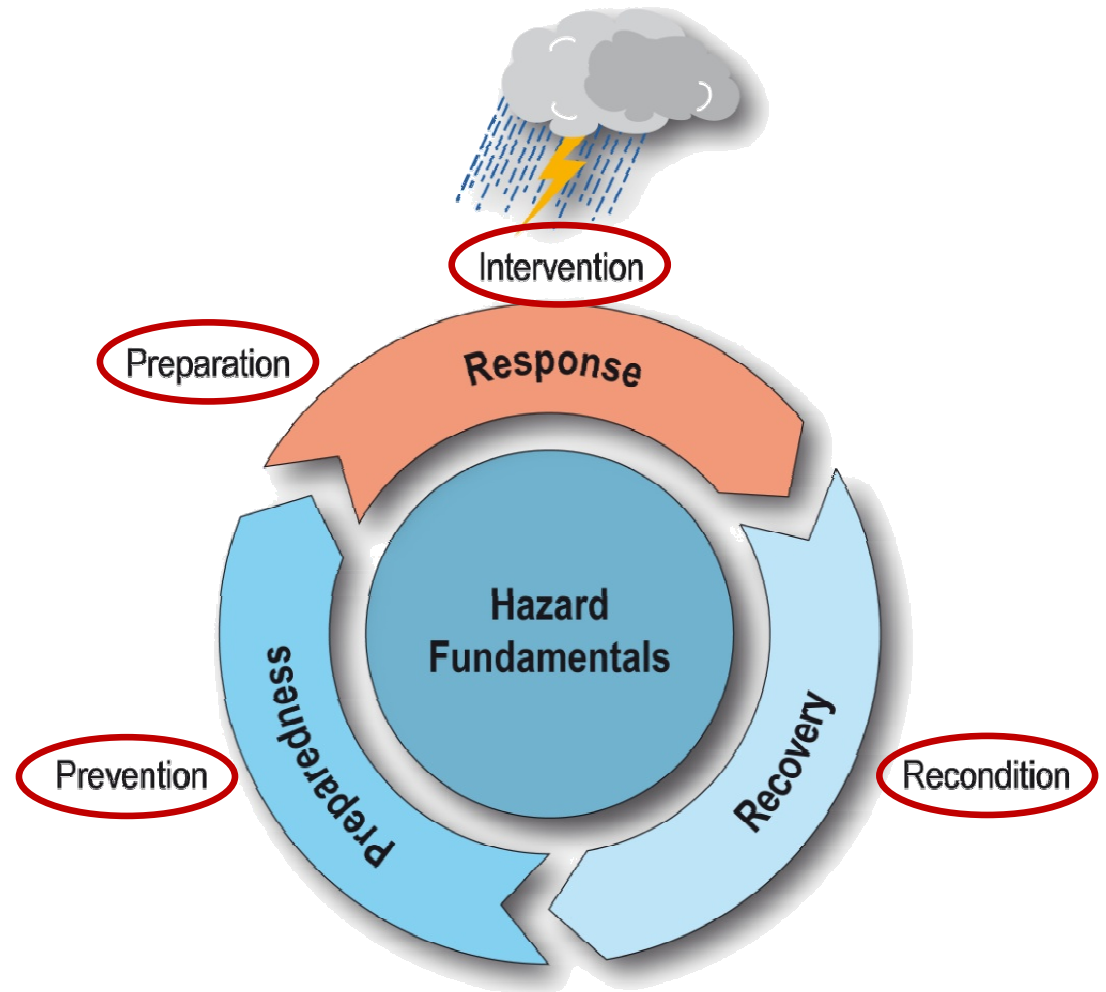 Intervention
Preparation
Response
Hazard
Fundamentals
Preparedness
Recovery
Prevention
Recondition